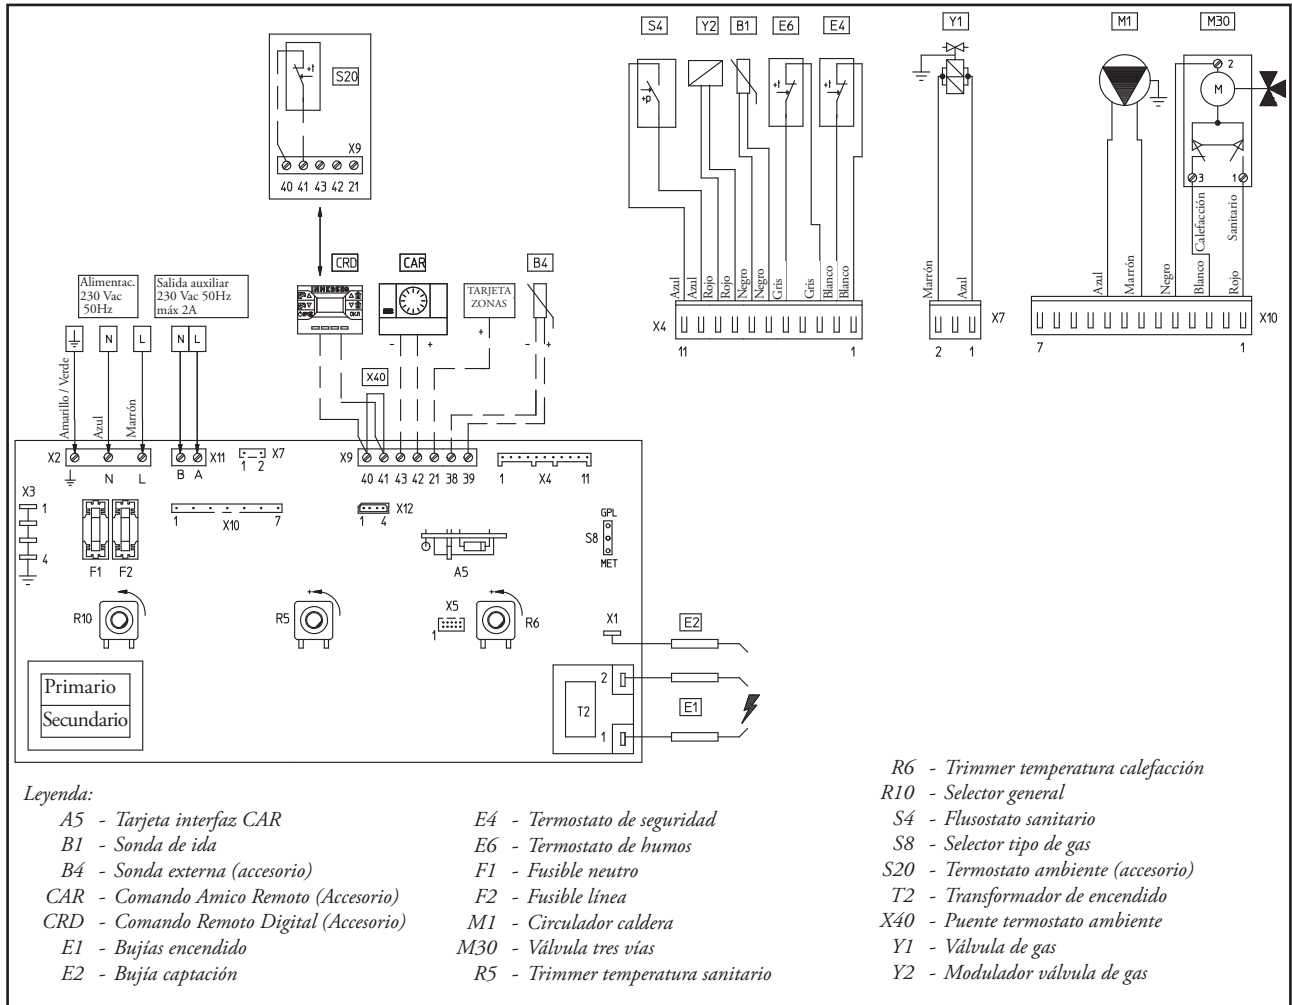 S4 Y2 B1 E6 E4 Y1 M1 M30
S20
+t
+p
+t
+t
2
M
3
1
X9
40 41 43 42 21
Calefacción
Sanitario
Azul
Azul
Rojo
Rojo
Negro
Negro
Gris
Gris
Blanco
Blanco
Marrón
Azul
Azul
Marrón
Negro
Blanco
Rojo
X4
11 1
X7
2 1
X10
7 1
CRD CAR B4
Alimentac.
230 Vac
50Hz
Salida auxiliar
230 Vac 50Hz
máx 2A
TARJETA
ZONAS
+
- +
- +
N L N L
X40
Amarillo / Verde
Azul
Marrón
X2
N L
X11
B A
X7
1 2
X9
40 41 43 42 21 38 39
1 X4 11
X3
1
4
F1 F2
1 X10 7
X12
1 4
A5
GPL
S8
MET
R10
R5
+
X5
1
+
R6
X1
E2
2
T2
1
E1
Primario
Secundario
Leyenda:
A5 - Tarjeta interfaz CAR
B1 - Sonda de ida
B4 - Sonda externa (accesorio)
CAR - Comando Amico Remoto (Accesorio)
CRD - Comando Remoto Digital (Accesorio)
E1 - Bujías encendido
E2 - Bujía captación
E4 - Termostato de seguridad
E6 - Termostato de humos
F1 - Fusible neutro
F2 - Fusible línea
M1 - Circulador caldera
M30 - Válvula tres vías
R5 - Trimmer temperatura sanitario
R6 - Trimmer temperatura calefacción
R10 - Selector general
S4 - Flusostato sanitario
S8 - Selector tipo de gas
S20 - Termostato ambiente (accesorio)
T2 - Transformador de encendido
X40 - Puente termostato ambiente
Y1 - Válvula de gas
Y2 - Modulador válvula de gas